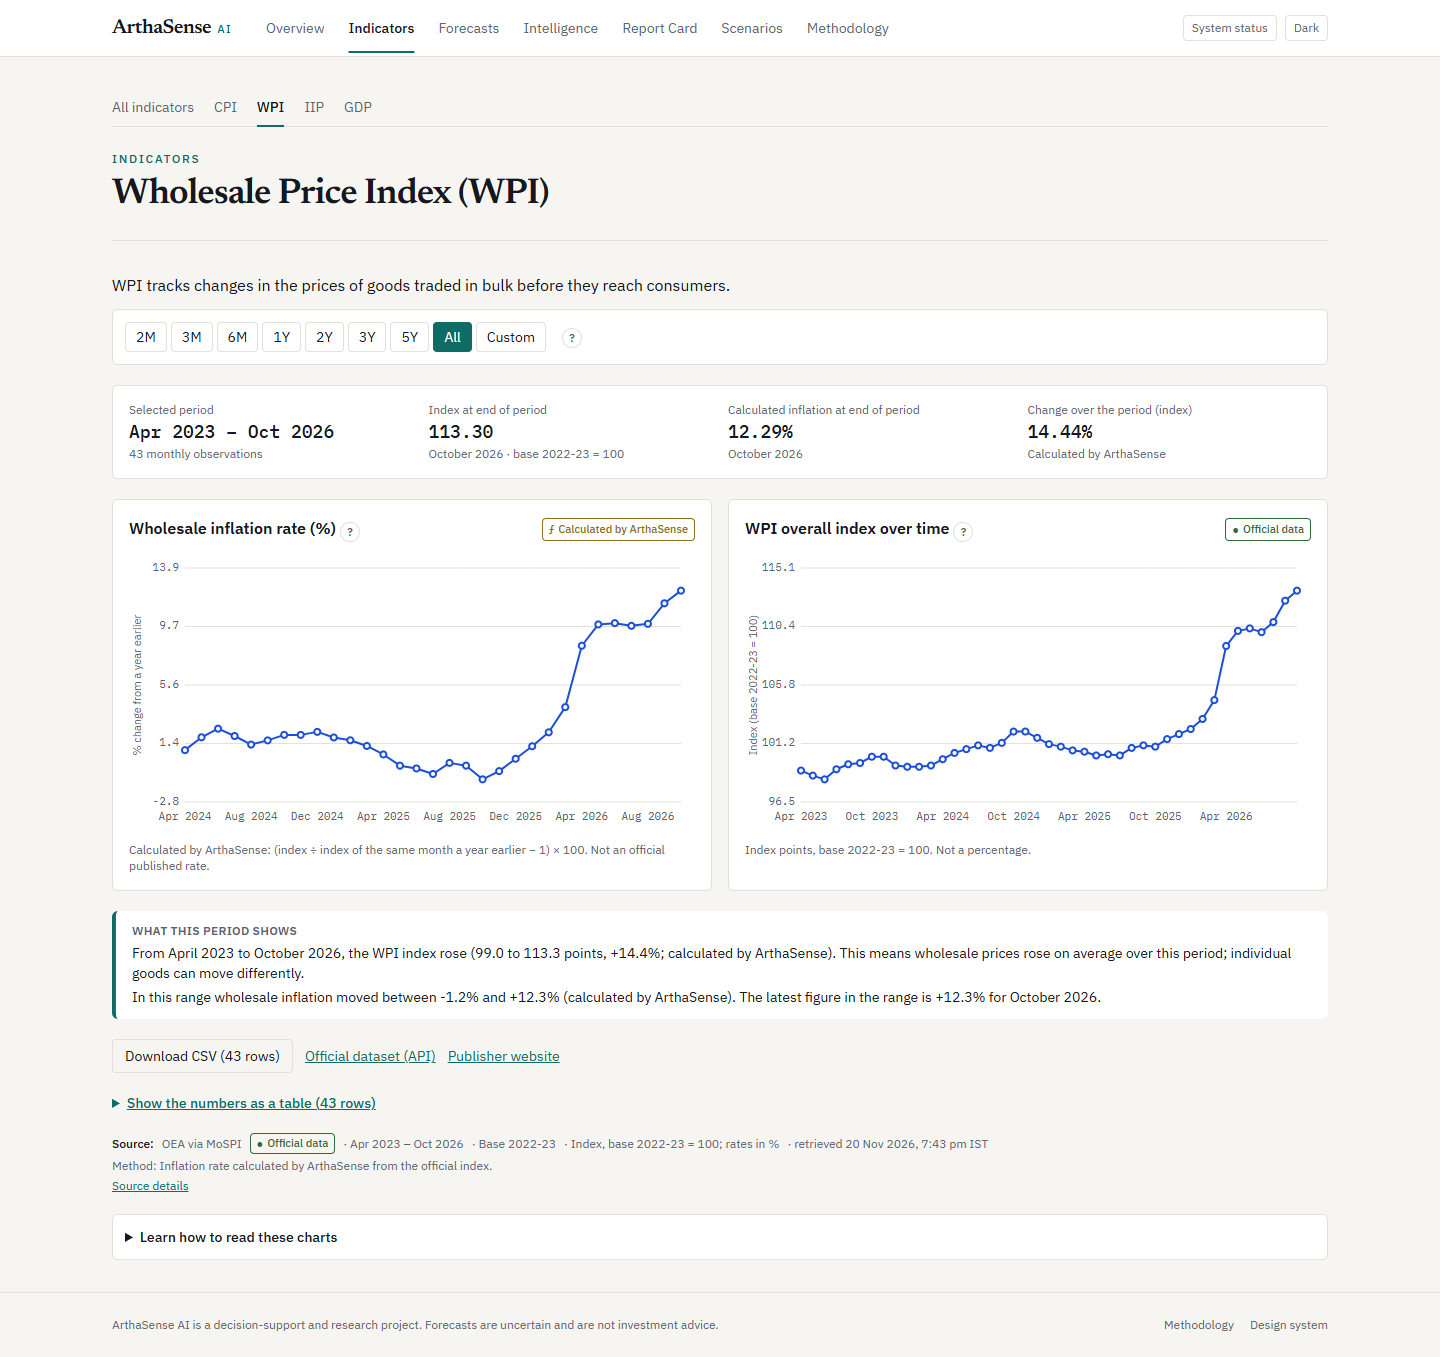 ArthaSense AI
Overview Indicators Forecasts Intelligence Report Card Scenarios Methodology
System status Dark
All indicators CPI WPI IIP GDP
INDICATORS
Wholesale Price Index (WPI)
WPI tracks changes in the prices of goods traded in bulk before they reach consumers.
2M 3M 6M 1Y 2Y 3Y 5Y All Custom ?
Selected period
Apr 2023 – Oct 2026
43 monthly observations
Index at end of period
113.30
October 2026 · base 2022-23 = 100
Calculated inflation at end of period
12.29%
October 2026
Change over the period (index)
14.44%
Calculated by ArthaSense
Wholesale inflation rate (%) ?
ƒ Calculated by ArthaSense
% change from a year earlier
13.9
9.7
5.6
1.4
-2.8
Apr 2024 Aug 2024 Dec 2024 Apr 2025 Aug 2025 Dec 2025 Apr 2026 Aug 2026
Calculated by ArthaSense: (index ÷ index of the same month a year earlier − 1) × 100. Not an official
published rate.
WPI overall index over time ?
● Official data
Index (base 2022-23 = 100)
115.1
110.4
105.8
101.2
96.5
Apr 2023 Oct 2023 Apr 2024 Oct 2024 Apr 2025 Oct 2025 Apr 2026
Index points, base 2022-23 = 100. Not a percentage.
WHAT THIS PERIOD SHOWS
From April 2023 to October 2026, the WPI index rose (99.0 to 113.3 points, +14.4%; calculated by ArthaSense). This means wholesale prices rose on average over this period; individual
goods can move differently.
In this range wholesale inflation moved between -1.2% and +12.3% (calculated by ArthaSense). The latest figure in the range is +12.3% for October 2026.
Download CSV (43 rows) Official dataset (API) Publisher website
▶ Show the numbers as a table (43 rows)
Source: OEA via MoSPI ● Official data · Apr 2023 – Oct 2026 · Base 2022-23 · Index, base 2022-23 = 100; rates in % · retrieved 20 Nov 2026, 7:43 pm IST
Method: Inflation rate calculated by ArthaSense from the official index.
Source details
▶ Learn how to read these charts
ArthaSense AI is a decision-support and research project. Forecasts are uncertain and are not investment advice.
Methodology Design system